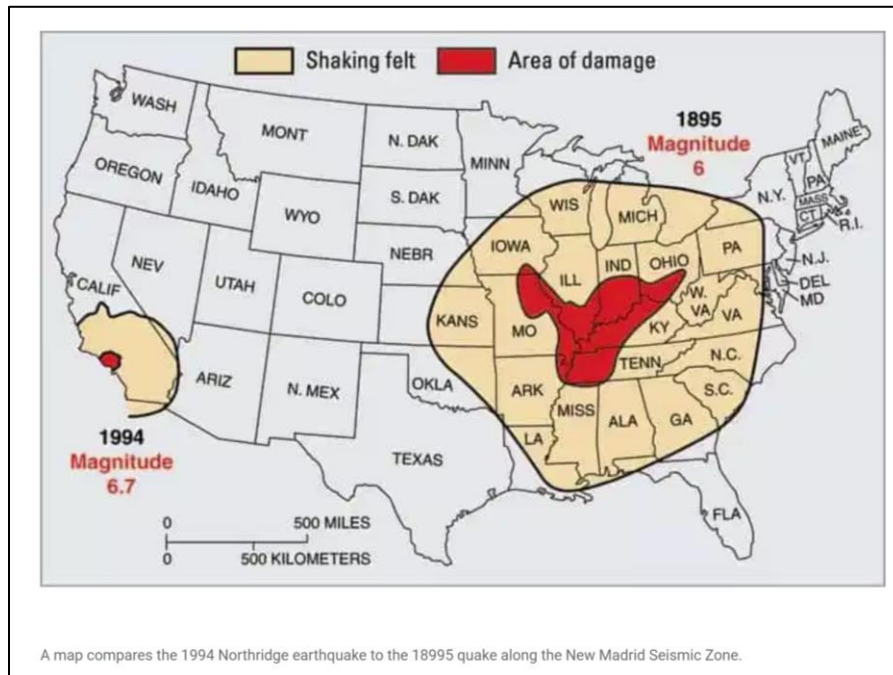 Shaking felt
Area of damage
1895
Magnitude
6
WASH
MONT
N. DAK
MINN
MAINE
VT.
PA
N.Y.
MASS
CT
R.I.
OREGON
IDAHO
S. DAK
WIS
MICH
WYO
NEBR
IOWA
ILL
IND
OHIO
PA
N.J.
DEL
MD
NEV
UTAH
COLO
CALIF
KANS
MO
KY
W.
VA
VA
ARIZ
N. MEX
OKLA
ARK
TENN
N.C.
S.C.
MISS
ALA
GA
LA
TEXAS
FLA
1994
Magnitude
6.7
0 500 MILES
0 500 KILOMETERS
A map compares the 1994 Northridge earthquake to the 18995 quake along the New Madrid Seismic Zone.